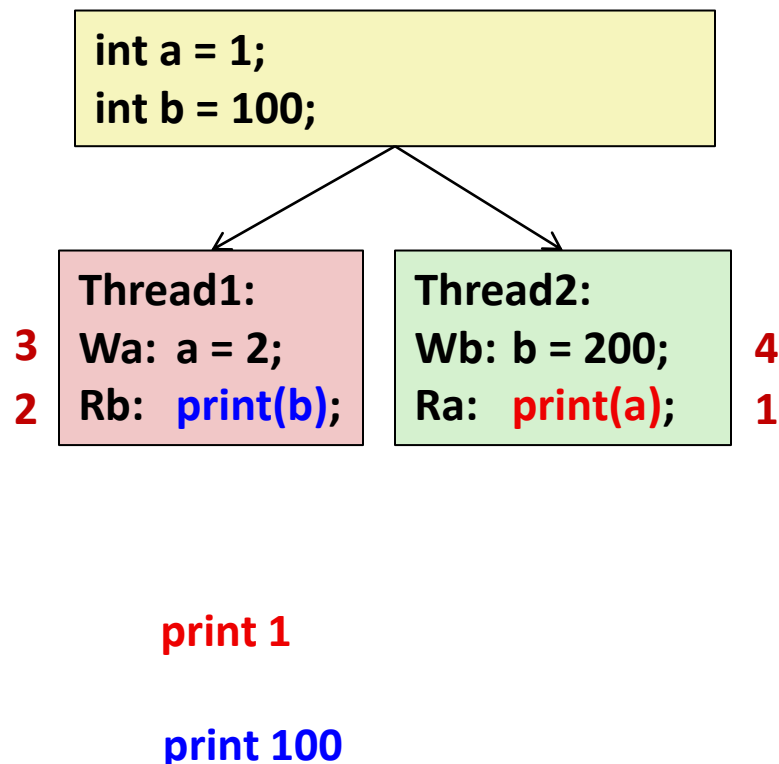 int a = 1;
int b = 100;
Thread1:
3 Wa: a = 2;
2 Rb: print(b);
Thread2:
Wb: b = 200; 4
Ra: print(a); 1
print 1
print 100